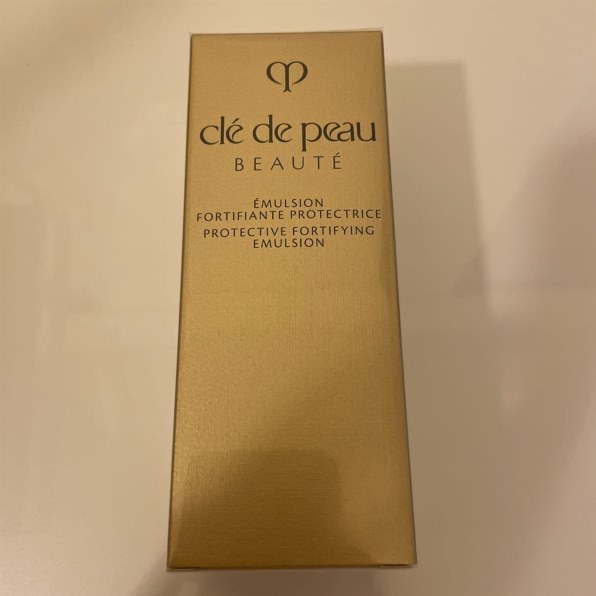 clé de peau
BEAUTÉ
ÉMULSION
FORTIFIANTE PROTECTRICE
PROTECTIVE FORTIFYING
EMULSION